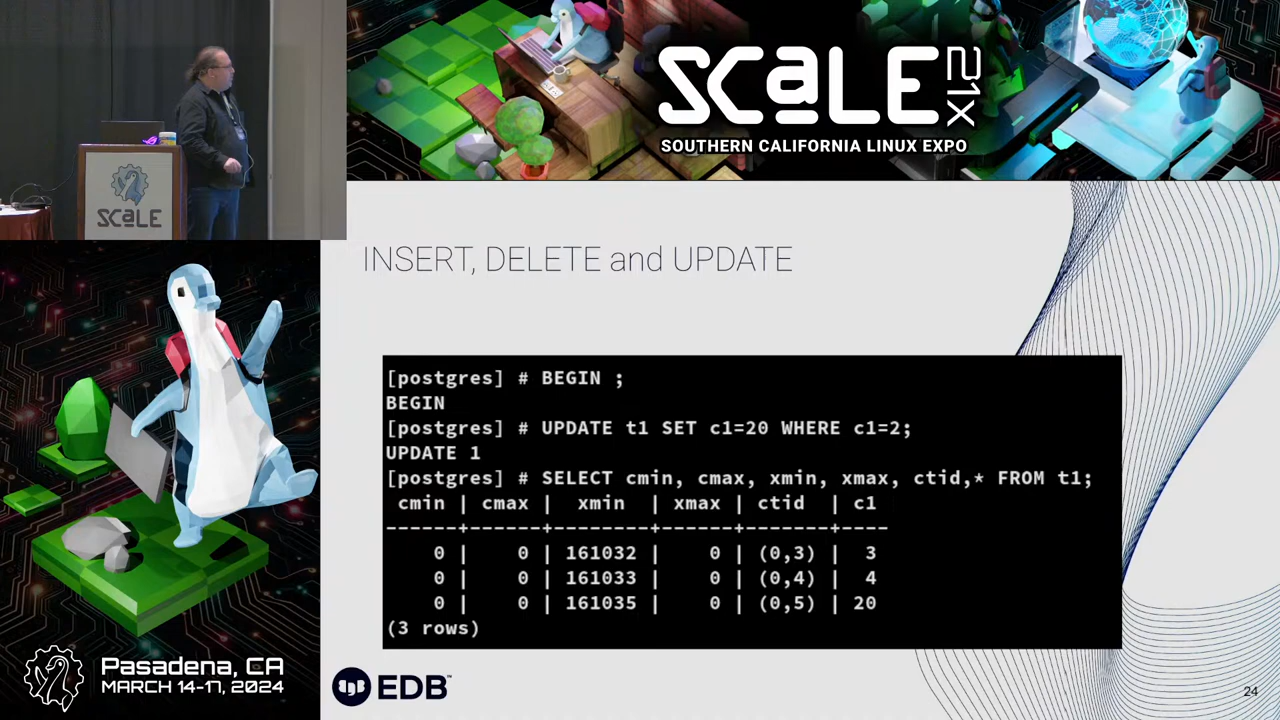 SCaLE 21X
SOUTHERN CALIFORNIA LINUX EXPO
SCaLE
INSERT, DELETE and UPDATE
[postgres] # BEGIN ;
BEGIN
[postgres] # UPDATE t1 SET c1=20 WHERE c1=2;
UPDATE 1
[postgres] # SELECT cmin, cmax, xmin, xmax, ctid,* FROM t1;
cmin | cmax | xmin | xmax | ctid | c1
------+------+--------+------+-------+----
0 | 0 | 161032 | 0 | (0,3) | 3
0 | 0 | 161033 | 0 | (0,4) | 4
0 | 0 | 161035 | 0 | (0,5) | 20
(3 rows)
Pasadena, CA
MARCH 14-17, 2024
EDB™
24